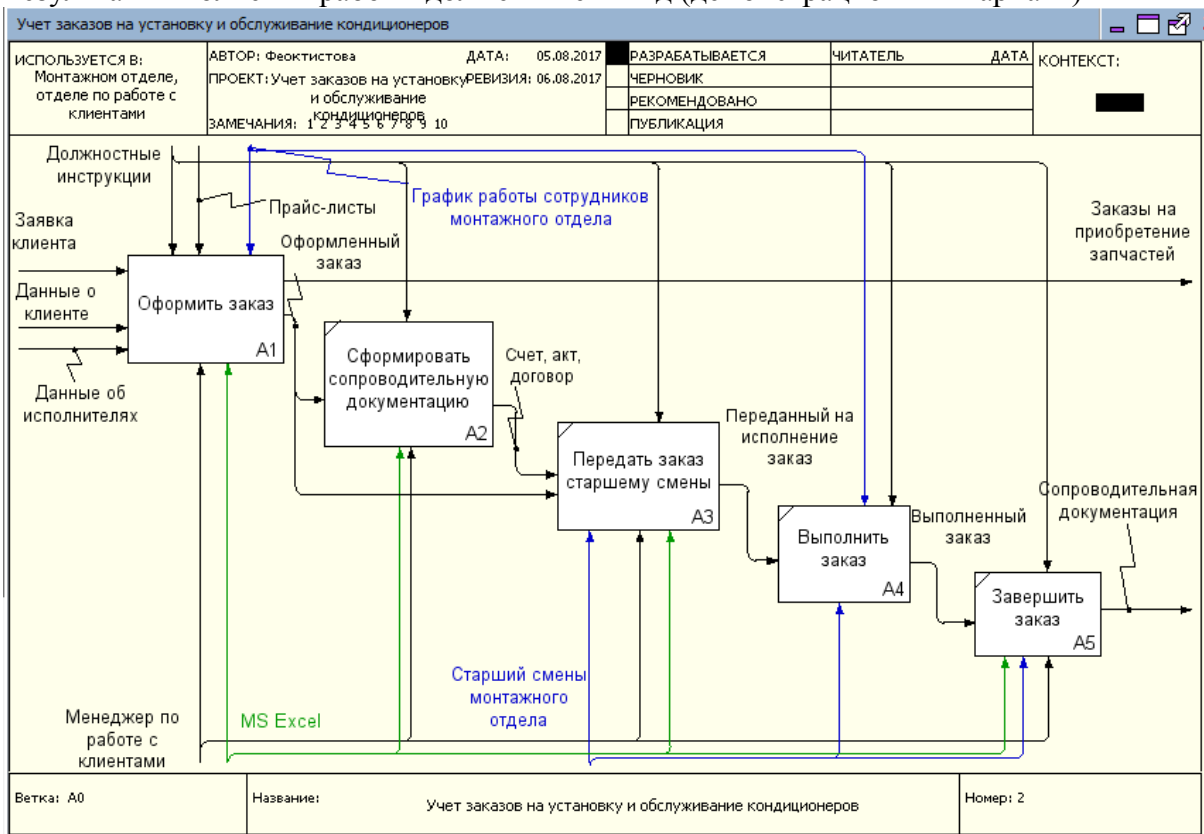 Учет заказов на установку и обслуживание кондиционеров
ИСПОЛЬЗУЕТСЯ В:
Монтажном отделе,
отделе по работе с
клиентами
АВТОР: Феоктистова
ДАТА: 05.08.2017
ПРОЕКТ: Учет заказов на установку
и обслуживание
кондиционеров
РЕВИЗИЯ: 06.08.2017
ЗАМЕЧАНИЯ: 1 2 3 4 5 6 7 8 9 10
РАЗРАБАТЫВАЕТСЯ
ЧЕРНОВИК
РЕКОМЕНДОВАНО
ПУБЛИКАЦИЯ
ЧИТАТЕЛЬ
ДАТА
КОНТЕКСТ:
Должностные
инструкции
Прайс-листы
График работы сотрудников
монтажного отдела
Заявка
клиента
Оформленный
заказ
Заказы на
приобретение
запчастей
Данные о
клиенте
Оформить заказ
A1
Данные об
исполнителях
Сформировать
сопроводительную
документацию
A2
Счет, акт,
договор
Передать заказ
старшему смены
A3
Переданный на
исполнение
заказ
Выполнить
заказ
A4
Выполненный
заказ
Сопроводительная
документация
Завершить
заказ
A5
Старший смены
монтажного
отдела
MS Excel
Менеджер по
работе с
клиентами
Ветка: A0
Название:
Учет заказов на установку и обслуживание кондиционеров
Номер: 2